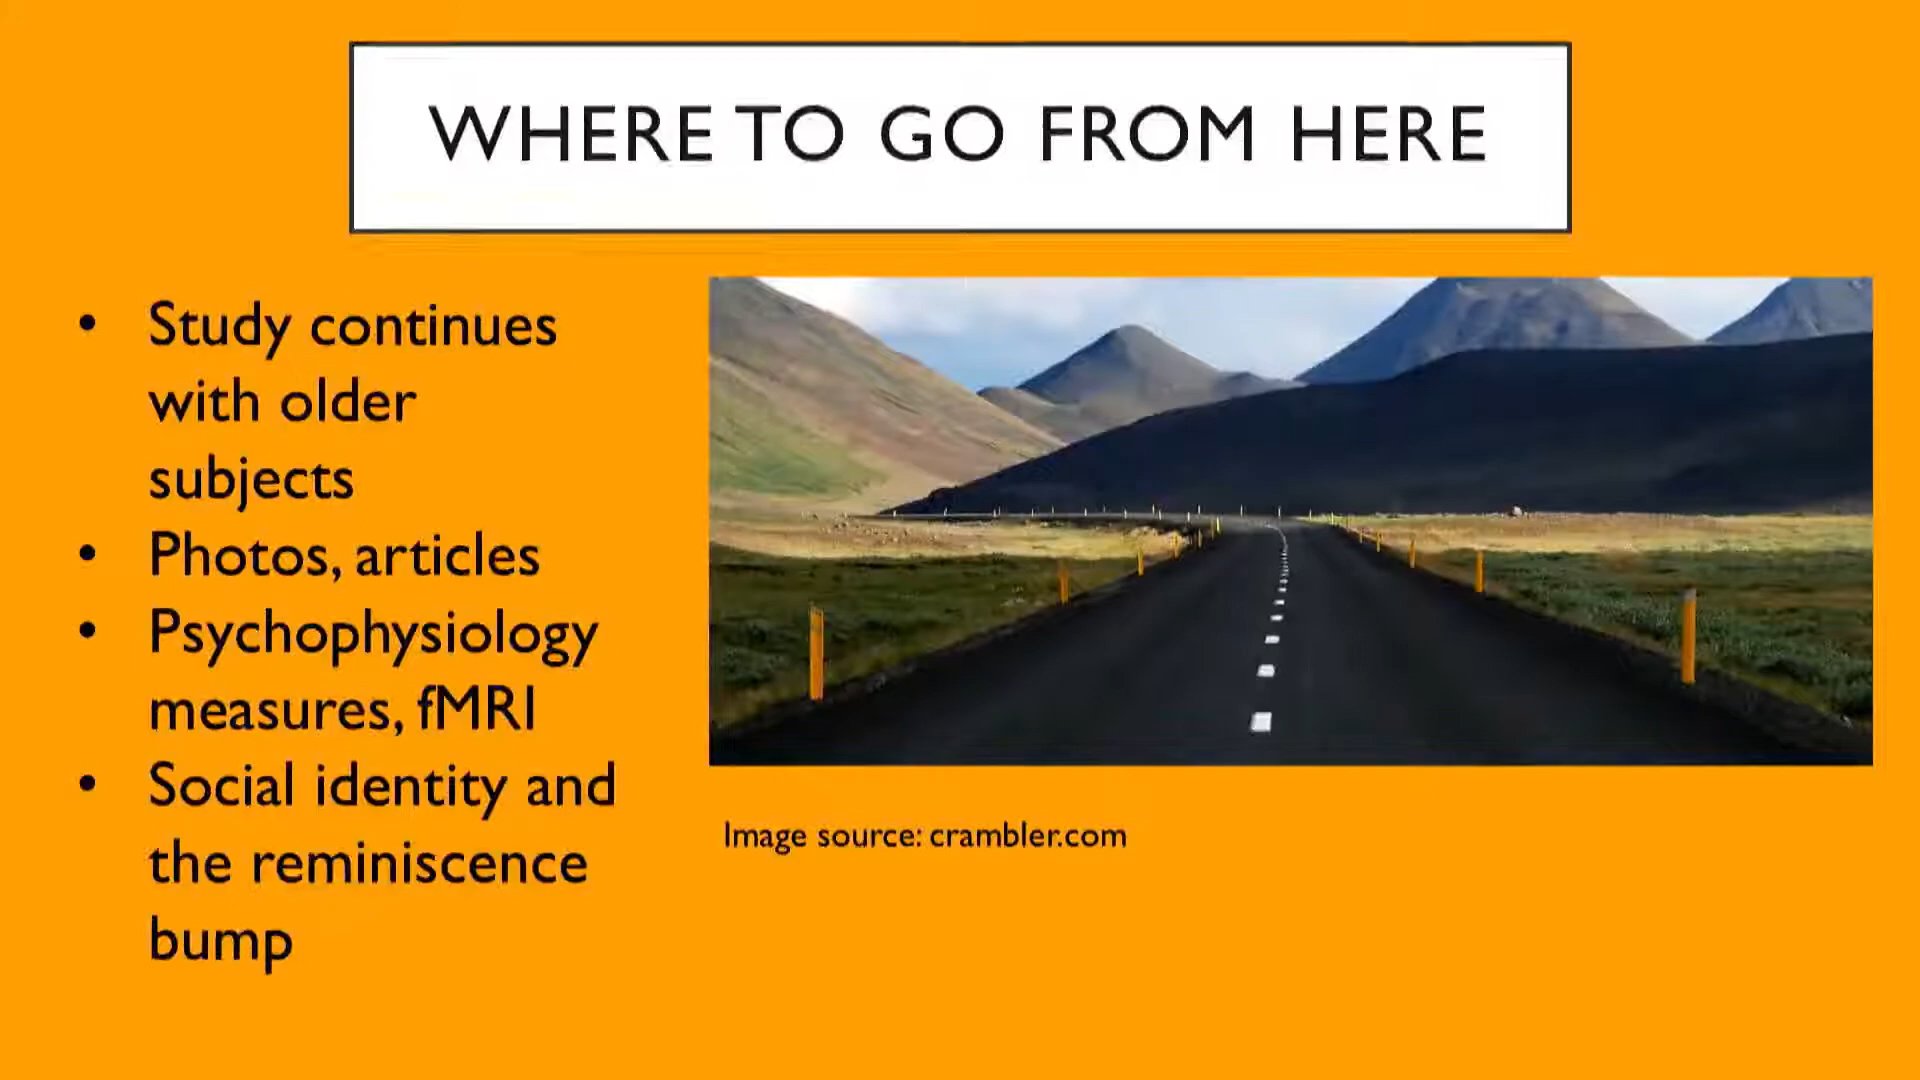 WHERE TO GO FROM HERE
• Study continues
with older
subjects
• Photos, articles
• Psychophysiology
measures, fMRI
• Social identity and
the reminiscence
bump
Image source: crambler.com